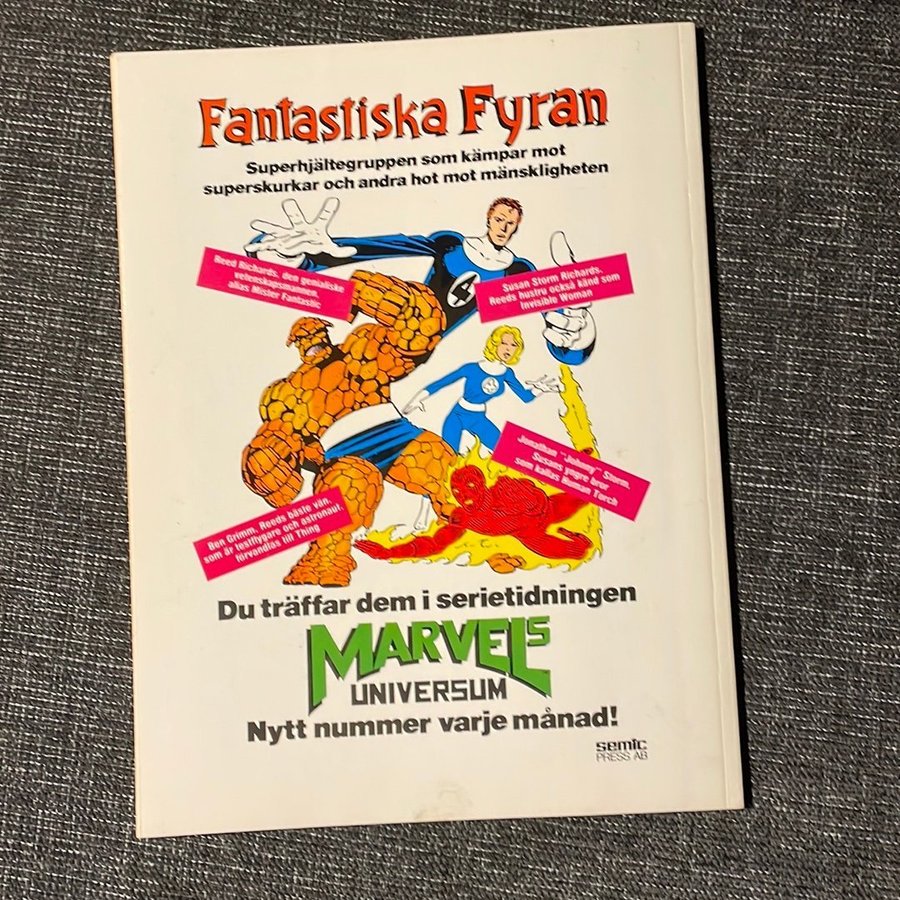 Fantastiska Fyran
Superhjältegruppen som kämpar mot
superskurkar och andra hot mot mänskligheten
Reed Richards, den genialiske
vetenskapsmannen,
alias Mister Fantastic
Susan Storm Richards,
Reeds hustru också känd som
Invisible Woman
4
Jonathan "Johnny" Storm,
Susans yngre bror
som kallas Human Torch
Ben Grimm, Reeds bäste vän,
som är testflygare och astronaut,
förvandlas till Thing
Du träffar dem i serietidningen
MARVELS
UNIVERSUM
Nytt nummer varje månad!
semic
PRESS AB